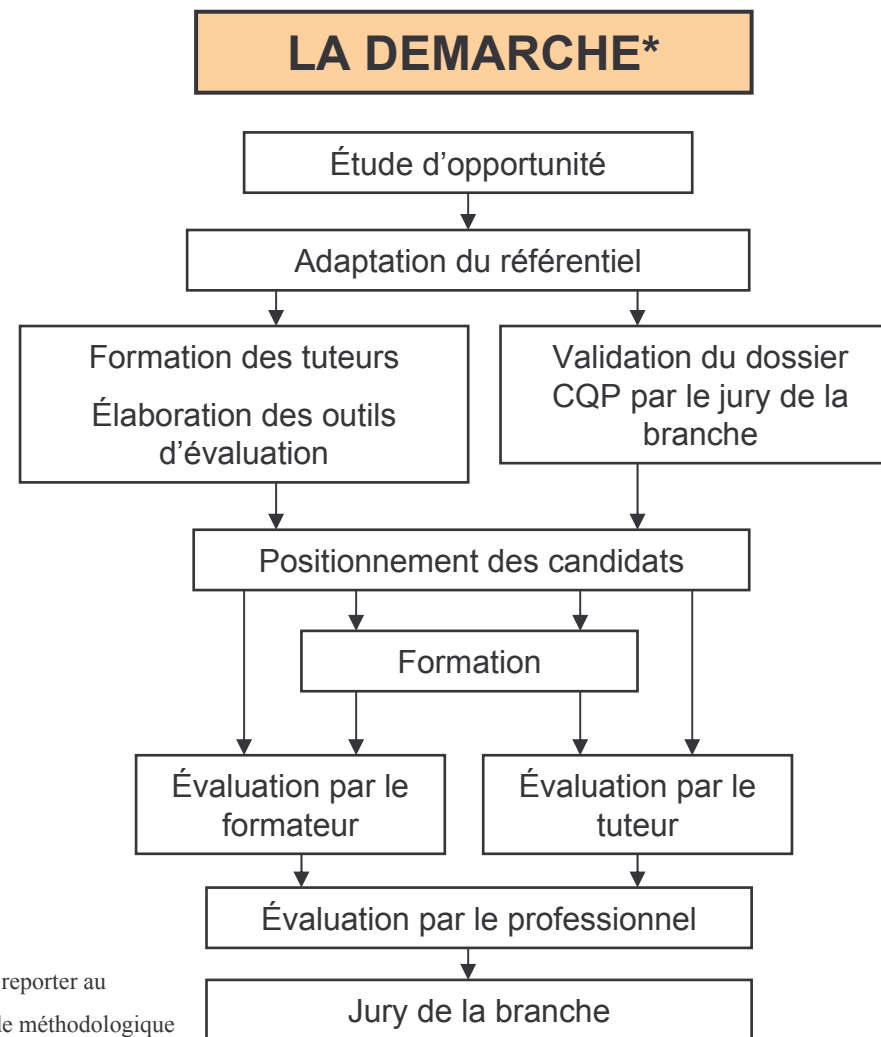 LA DEMARCHE*
Étude d’opportunité
Adaptation du référentiel
Formation des tuteurs
Élaboration des outils
d’évaluation
Validation du dossier
CQP par le jury de la
branche
Positionnement des candidats
Formation
Évaluation par le
formateur
Évaluation par le
tuteur
Évaluation par le professionnel
Jury de la branche
reporter au
méthodologique